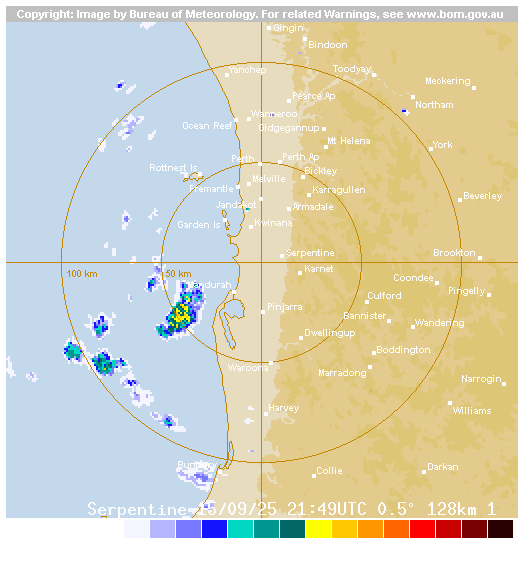 Copyright: Image by Bureau of Meteorology. For related Warnings, see www.bom.gov.au
Gingin
Bindoon
Yanchep
Toodyay
Meckering
Pearce Ap
Northam
Wanneroo
Ocean Reef
Gidgegannup
Mt Helena
York
Perth
Perth Ap
Rottnest Is
Bickley
Melville
Fremantle
Karragullen
Beverley
Jandakot
Armadale
Garden Is
Kwinana
Serpentine
Brookton
Karnet
100 km
50 km
Coondee
Mandurah
Pingelly
Culford
Pinjarra
Bannister
Wandering
Dwellingup
Boddington
Waroona
Marradong
Narrogin
Harvey
Williams
Collie
Darkan
Serpentine 15/09/25 21:49UTC 0.5° 128km 1